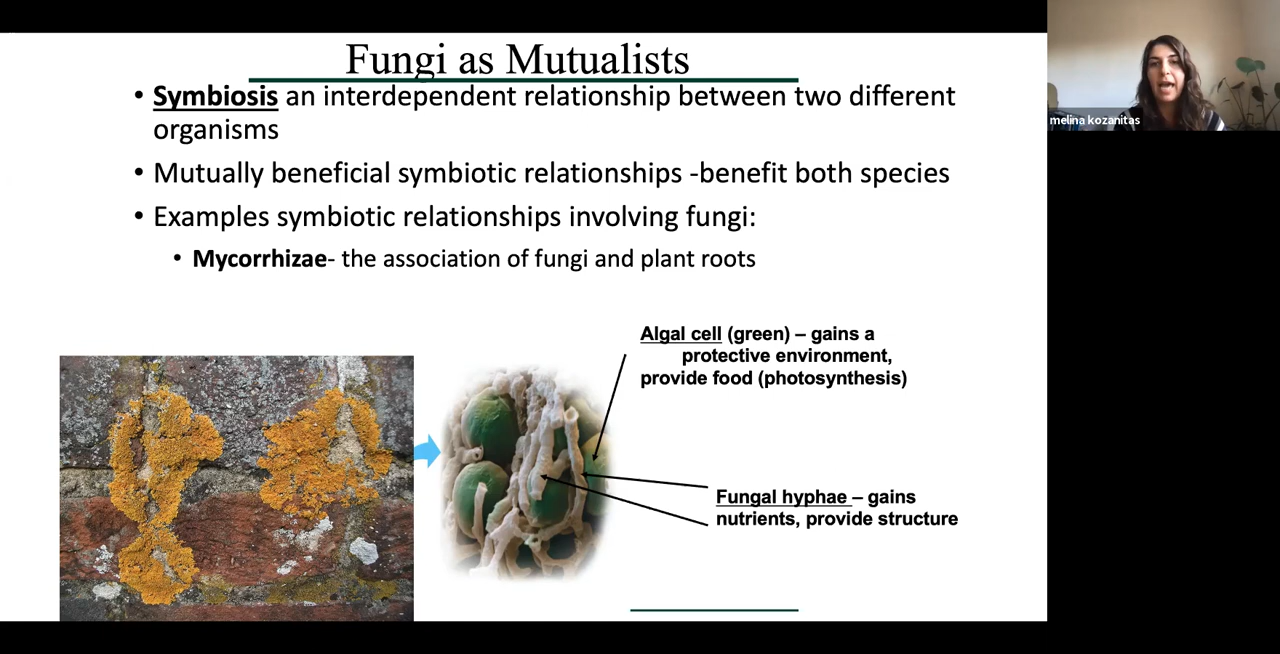 Fungi as Mutualists
• Symbiosis an interdependent relationship between two different
organisms
• Mutually beneficial symbiotic relationships -benefit both species
• Examples symbiotic relationships involving fungi:
• Mycorrhizae- the association of fungi and plant roots
Algal cell (green) – gains a
protective environment,
provide food (photosynthesis)
Fungal hyphae – gains
nutrients, provide structure
melina kozanitas